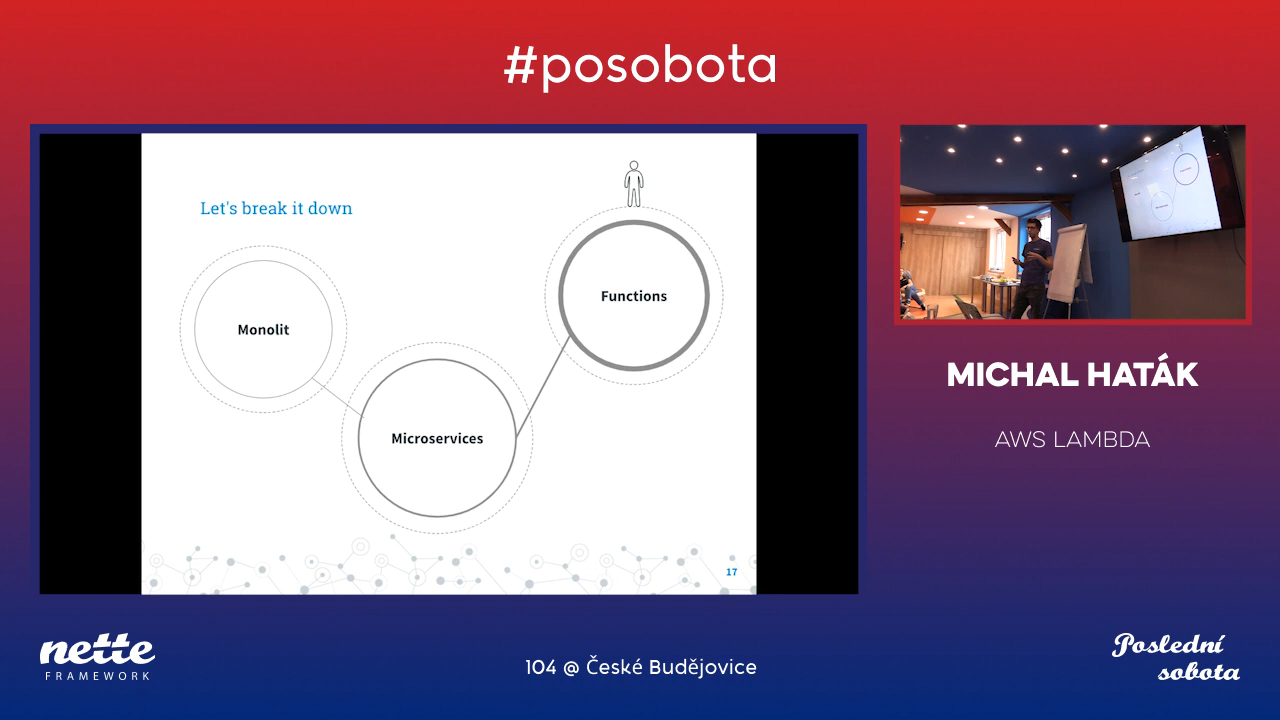 #posobota
Let's break it down
Monolit
Microservices
Functions
17
MICHAL HATÁK
AWS LAMBDA
nette
FRAMEWORK
104 @ České Budějovice
Poslední
sobota